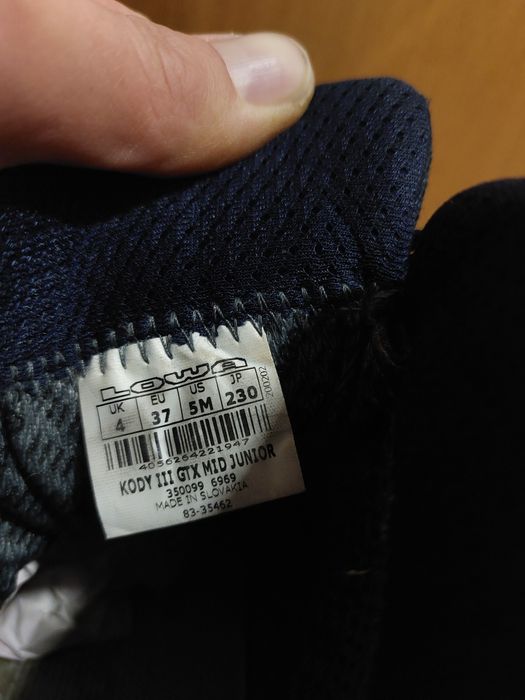 LOWA
UK EU US JP
4 37 5M 230
200202
4056264221947
KODY III GTX MID JUNIOR
350099 6969
MADE IN SLOVAKIA
83-35462